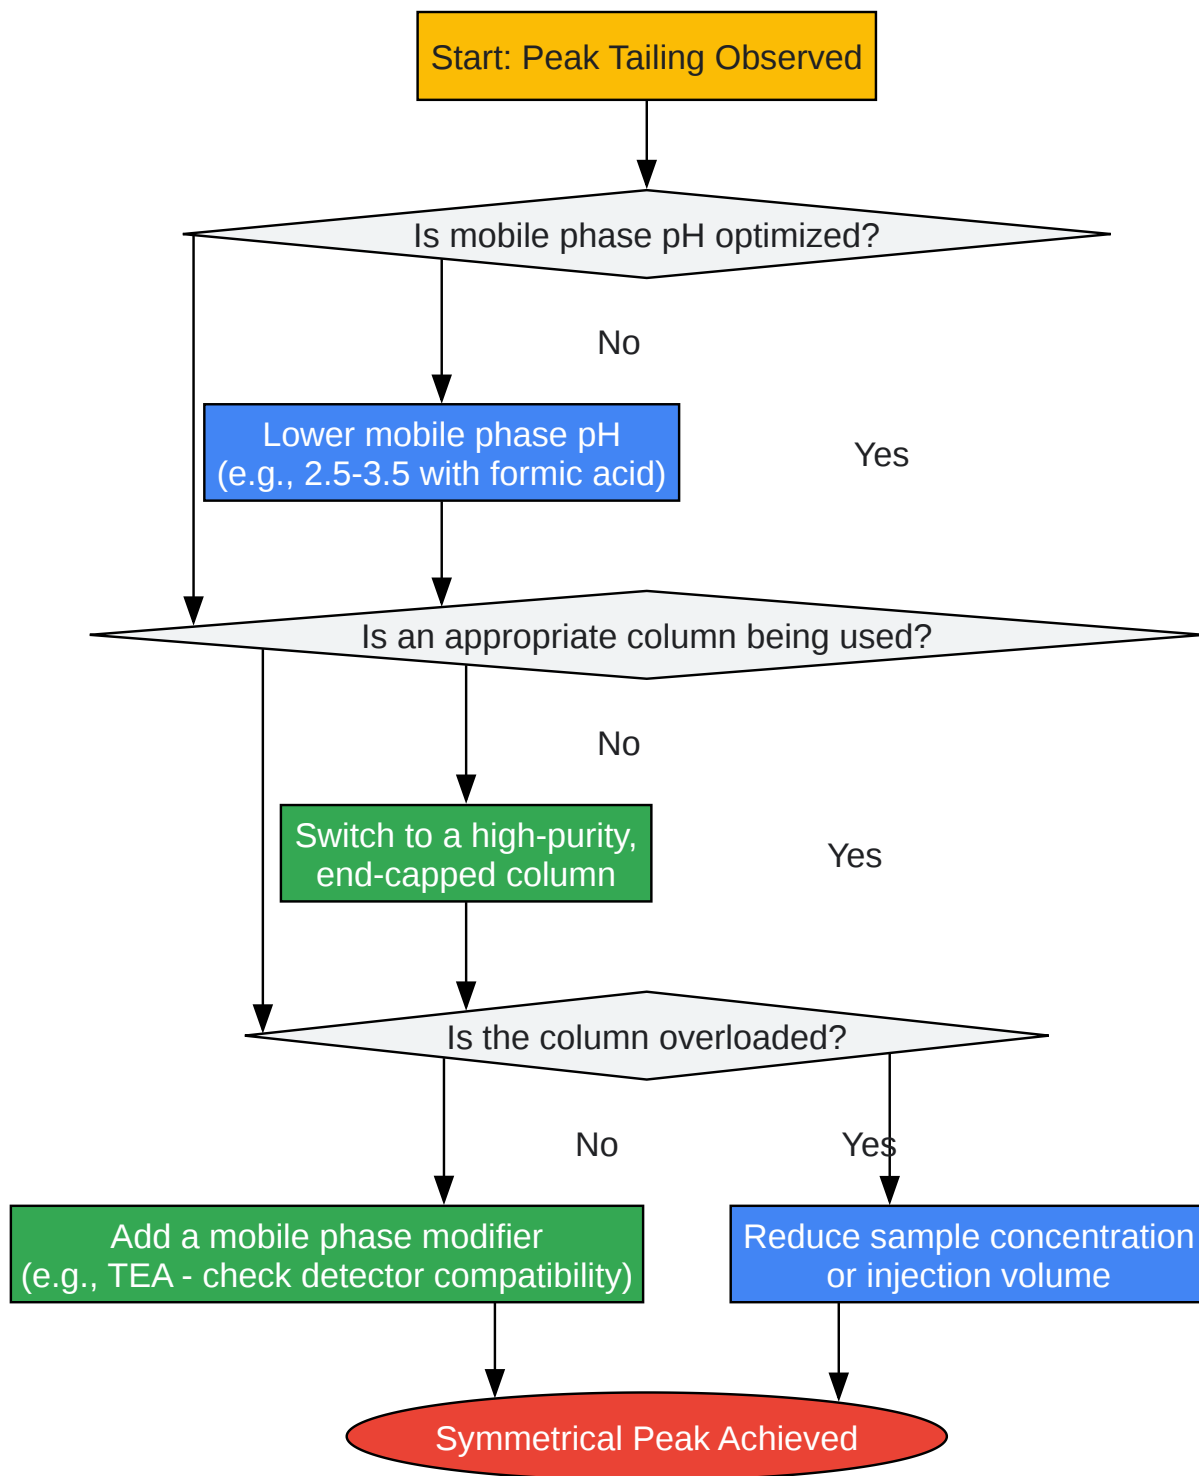 Start: Peak Tailing Observed
Is mobile phase pH optimized?
No
Lower mobile phase pH
(e.g., 2.5-3.5 with formic acid)
Yes
Is an appropriate column being used?
No
Switch to a high-purity,
end-capped column
Yes
Is the column overloaded?
No
Yes
Add a mobile phase modifier
(e.g., TEA - check detector compatibility)
Reduce sample concentration
or injection volume
Symmetrical Peak Achieved